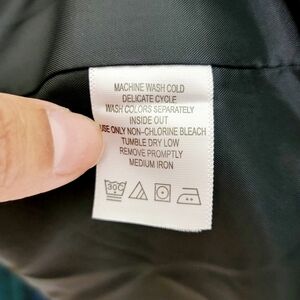 MACHINE WASH COLD
DELICATE CYCLE
WASH COLORS SEPARATELY
INSIDE OUT
USE ONLY NON-CHLORINE BLEACH
TUMBLE DRY LOW
REMOVE PROMPTLY
MEDIUM IRON
30C